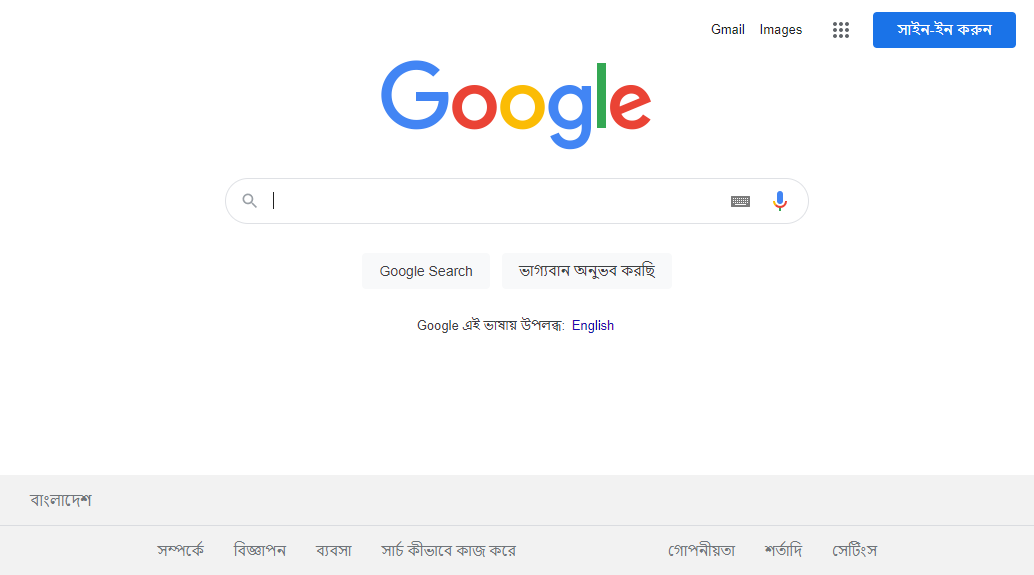 Gmail Images সাইন-ইন করুন
Google
Google Search ভাগ্যবান অনুভব করছি
Google এই ভাষায় উপলব্ধ: English
বাংলাদেশ
সম্পর্কে বিজ্ঞাপন ব্যবসা সার্চ কীভাবে কাজ করে গোপনীয়তা শর্তাদি সেটিংস